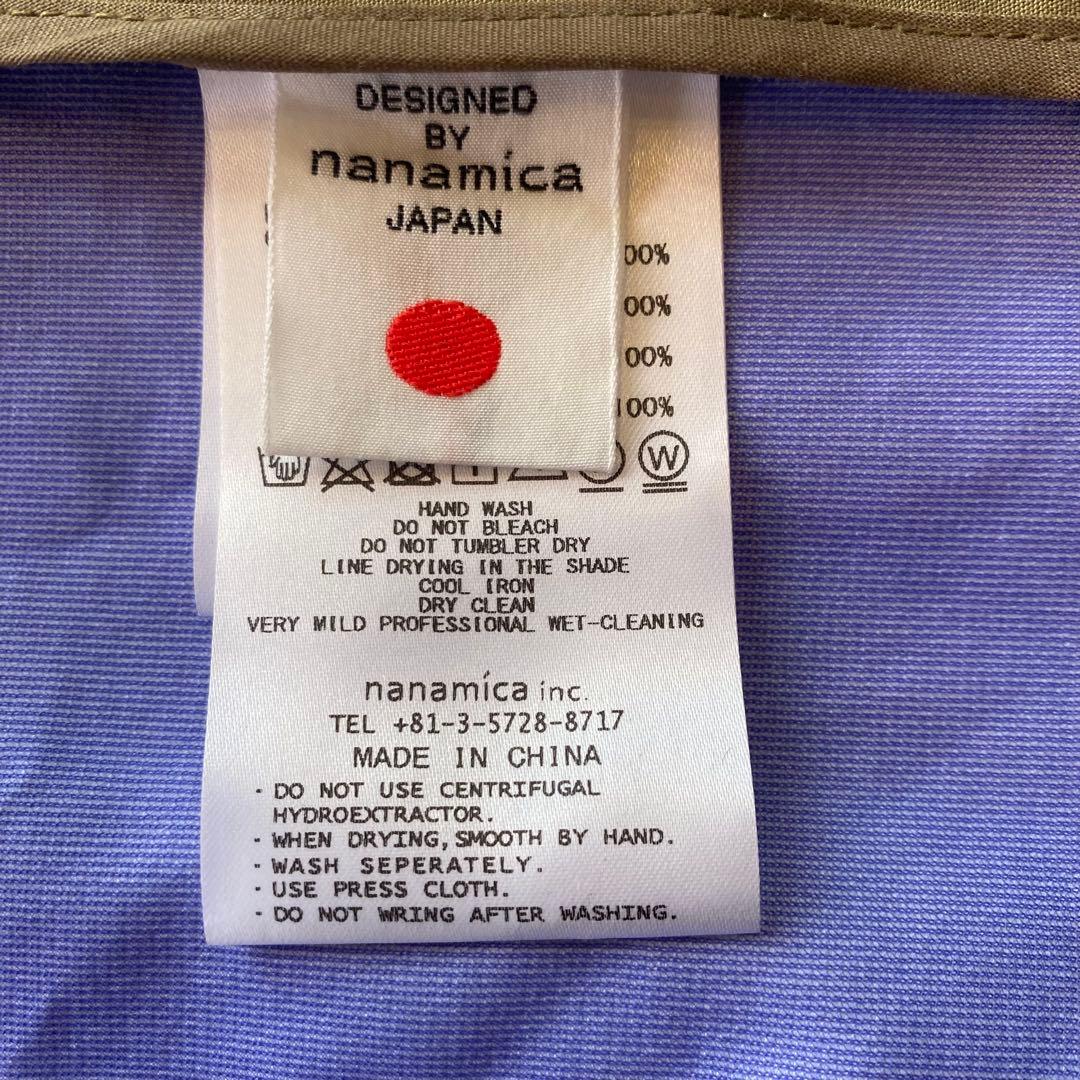 DESIGNED
BY
nanamica
JAPAN
00%
00%
00%
100%
W
HAND WASH
DO NOT BLEACH
DO NOT TUMBLER DRY
LINE DRYING IN THE SHADE
COOL IRON
DRY CLEAN
VERY MILD PROFESSIONAL WET-CLEANING
nanamica inc.
TEL +81-3-5728-8717
MADE IN CHINA
· DO NOT USE CENTRIFUGAL
HYDROEXTRACTOR.
· WHEN DRYING, SMOOTH BY HAND.
· WASH SEPERATELY.
· USE PRESS CLOTH.
· DO NOT WRING AFTER WASHING.